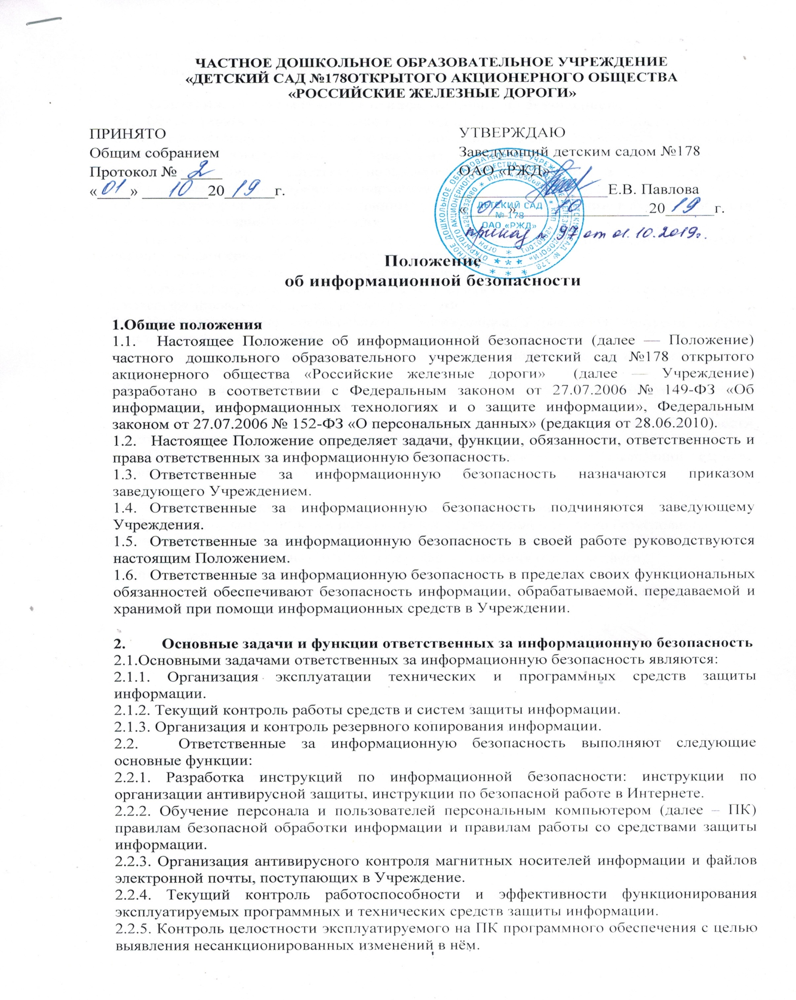 ЧАСТНОЕ ДОШКОЛЬНОЕ ОБРАЗОВАТЕЛЬНОЕ УЧРЕЖДЕНИЕ
«ДЕТСКИЙ САД №178ОТКРЫТОГО АКЦИОНЕРНОГО ОБЩЕСТВА
«РОССИЙСКИЕ ЖЕЛЕЗНЫЕ ДОРОГИ»
ПРИНЯТО
Общим собранием
Протокол № 2
«01» 10 2019 г.
УТВЕРЖДАЮ
Заведующий детским садом №178
ОАО «РЖД»
Е.В. Павлова
«01» 10 2019 г.
приказ № 97 от 01.10.2019г.
ДЕТСКИЙ САД
№ 178
ОАО «РЖД»
Положение
об информационной безопасности
1.Общие положения
1.1. Настоящее Положение об информационной безопасности (далее — Положение)
частного дошкольного образовательного учреждения детский сад №178 открытого
акционерного общества «Российские железные дороги» (далее — Учреждение)
разработано в соответствии с Федеральным законом от 27.07.2006 № 149-ФЗ «Об
информации, информационных технологиях и о защите информации», Федеральным
законом от 27.07.2006 № 152-ФЗ «О персональных данных» (редакция от 28.06.2010).
1.2. Настоящее Положение определяет задачи, функции, обязанности, ответственность и
права ответственных за информационную безопасность.
1.3. Ответственные за информационную безопасность назначаются приказом
заведующего Учреждением.
1.4. Ответственные за информационную безопасность подчиняются заведующему
Учреждения.
1.5. Ответственные за информационную безопасность в своей работе руководствуются
настоящим Положением.
1.6. Ответственные за информационную безопасность в пределах своих функциональных
обязанностей обеспечивают безопасность информации, обрабатываемой, передаваемой и
хранимой при помощи информационных средств в Учреждении.
2. Основные задачи и функции ответственных за информационную безопасность
2.1.Основными задачами ответственных за информационную безопасность являются:
2.1.1. Организация эксплуатации технических и программных средств защиты
информации.
2.1.2. Текущий контроль работы средств и систем защиты информации.
2.1.3. Организация и контроль резервного копирования информации.
2.2. Ответственные за информационную безопасность выполняют следующие
основные функции:
2.2.1. Разработка инструкций по информационной безопасности: инструкции по
организации антивирусной защиты, инструкции по безопасной работе в Интернете.
2.2.2. Обучение персонала и пользователей персональным компьютером (далее – ПК)
правилам безопасной обработки информации и правилам работы со средствами защиты
информации.
2.2.3. Организация антивирусного контроля магнитных носителей информации и файлов
электронной почты, поступающих в Учреждение.
2.2.4. Текущий контроль работоспособности и эффективности функционирования
эксплуатируемых программных и технических средств защиты информации.
2.2.5. Контроль целостности эксплуатируемого на ПК программного обеспечения с целью
выявления несанкционированных изменений в нём.